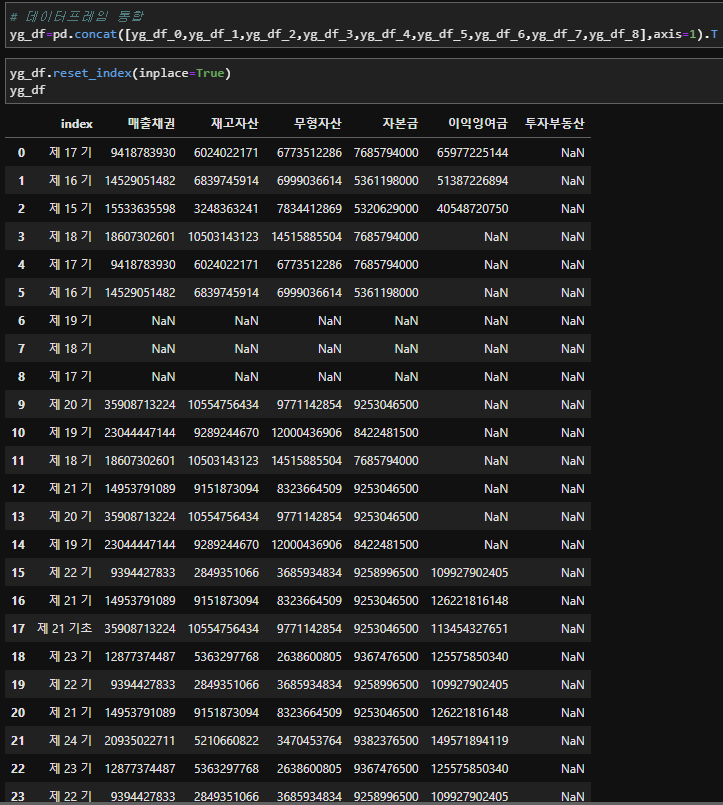 # 데이터프레임 통합
yg_df=pd.concat([yg_df_0,yg_df_1,yg_df_2,yg_df_3,yg_df_4,yg_df_5,yg_df_6,yg_df_7,yg_df_8],axis=1).T
yg_df.reset_index(inplace=True)
yg_df
index 매출채권 재고자산 무형자산 자본금 이익잉여금 투자부동산
0 제 17 기 9418783930 6024022171 6773512286 7685794000 65977225144 NaN
1 제 16 기 14529051482 6839745914 6999036614 5361198000 51387226894 NaN
2 제 15 기 15533635598 3248363241 7834412869 5320629000 40548720750 NaN
3 제 18 기 18607302601 10503143123 14515885504 7685794000 NaN NaN
4 제 17 기 9418783930 6024022171 6773512286 7685794000 NaN NaN
5 제 16 기 14529051482 6839745914 6999036614 5361198000 NaN NaN
6 제 19 기 NaN NaN NaN NaN NaN NaN
7 제 18 기 NaN NaN NaN NaN NaN NaN
8 제 17 기 NaN NaN NaN NaN NaN NaN
9 제 20 기 35908713224 10554756434 9771142854 9253046500 NaN NaN
10 제 19 기 23044447144 9289244670 12000436906 8422481500 NaN NaN
11 제 18 기 18607302601 10503143123 14515885504 7685794000 NaN NaN
12 제 21 기 14953791089 9151873094 8323664509 9253046500 NaN NaN
13 제 20 기 35908713224 10554756434 9771142854 9253046500 NaN NaN
14 제 19 기 23044447144 9289244670 12000436906 8422481500 NaN NaN
15 제 22 기 9394427833 2849351066 3685934834 9258996500 109927902405 NaN
16 제 21 기 14953791089 9151873094 8323664509 9253046500 126221816148 NaN
17 제 21 기초 35908713224 10554756434 9771142854 9253046500 113454327651 NaN
18 제 23 기 12877374487 5363297768 2638600805 9367476500 125575850340 NaN
19 제 22 기 9394427833 2849351066 3685934834 9258996500 109927902405 NaN
20 제 21 기 14953791089 9151873094 8323664509 9253046500 126221816148 NaN
21 제 24 기 20935022711 5210660822 3470453764 9382376500 149571894119 NaN
22 제 23 기 12877374487 5363297768 2638600805 9367476500 125575850340 NaN
23 제 22 기 9394427833 2849351066 3685934834 9258996500 109927902405 NaN